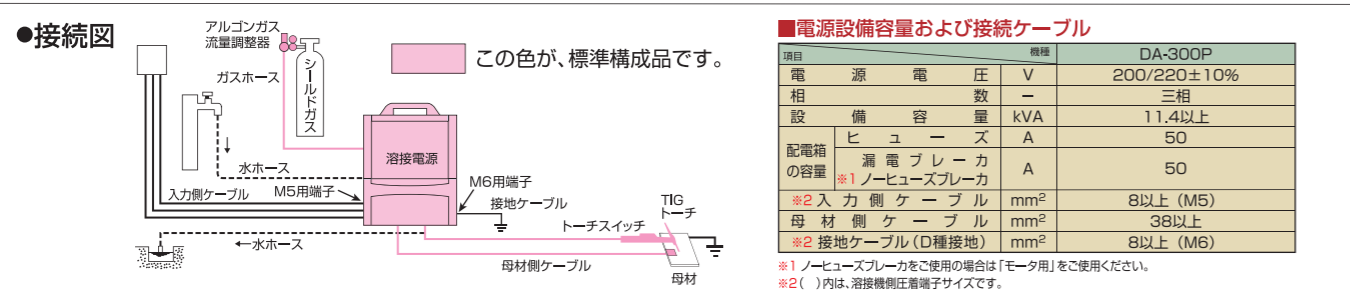 ●接続図
アルゴンガス
流量調整器
ガスホース
シールドガス
この色が、標準構成品です。
溶接電源
水ホース
入力側ケーブル
M5用端子
M6用端子
接地ケーブル
TIG
トーチ
トーチスイッチ
←水ホース
母材側ケーブル
母材
■電源設備容量および接続ケーブル
項目 機種 DA-300P
電源電圧 V 200/220±10%
相数 − 三相
設備容量 kVA 11.4以上
配電箱の容量 ヒューズ A 50
漏電ブレーカ
※1ノーヒューズブレーカ A 50
※2入力側ケーブル mm² 8以上（M5）
母材側ケーブル mm² 38以上
※2接地ケーブル（D種接地） mm² 8以上（M6）
※1 ノーヒューズブレーカをご使用の場合は「モータ用」をご使用ください。
※2（　）内は、溶接機側圧着端子サイズです。